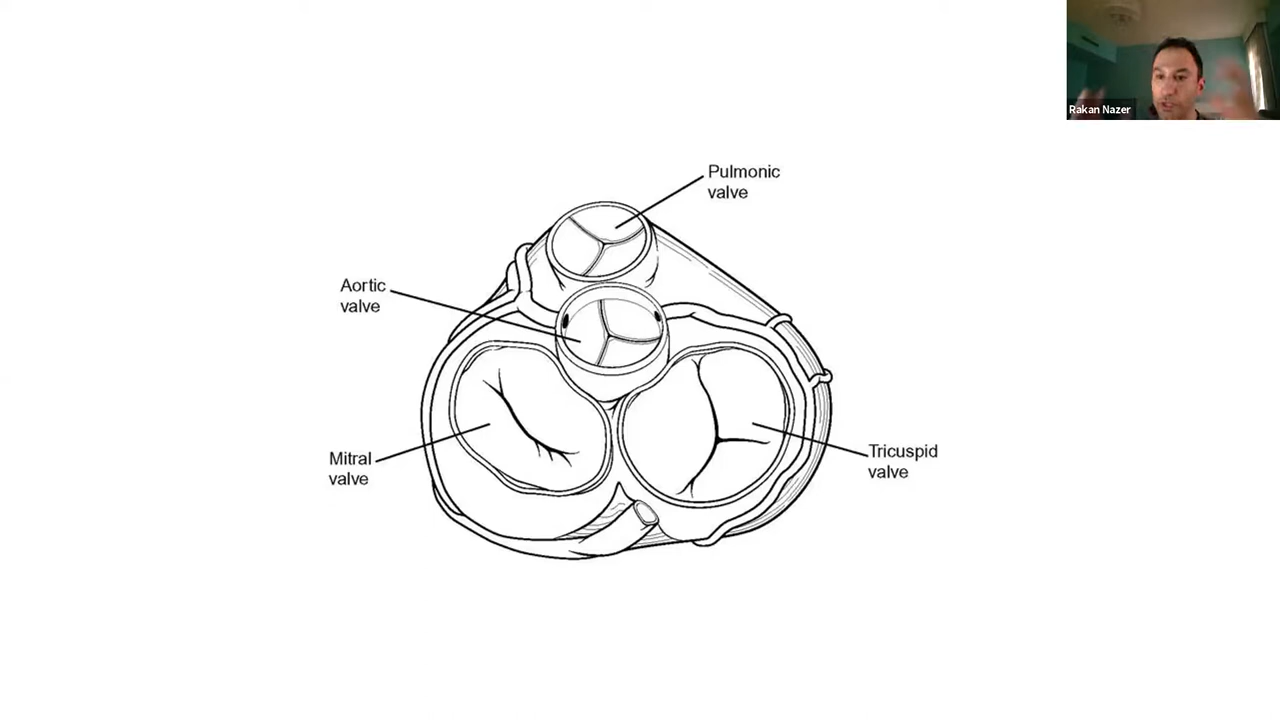 Rakan Nazer
Pulmonic
valve
Aortic
valve
Mitral
valve
Tricuspid
valve